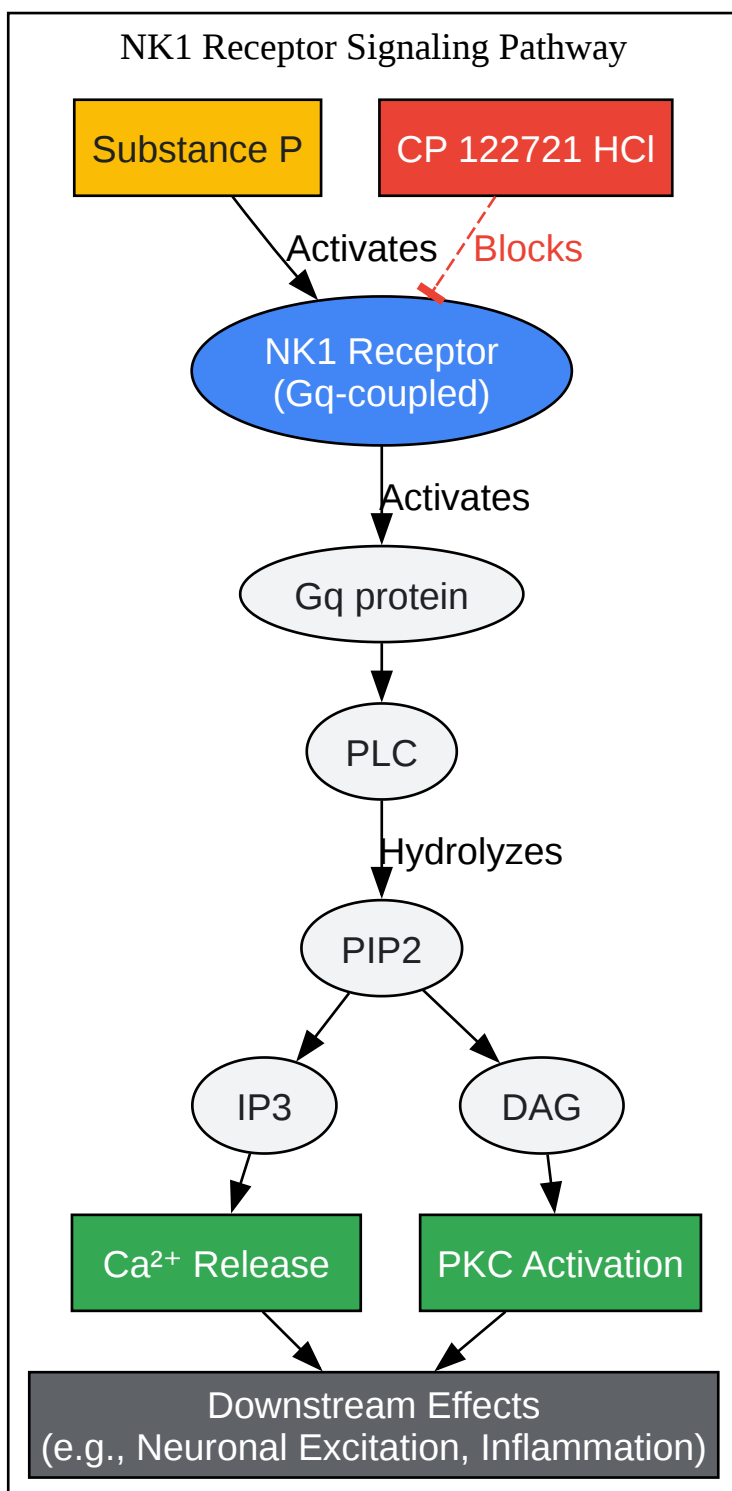 NK1 Receptor Signaling Pathway
Substance P
CP 122721 HCl
Activates
Blocks
NK1 Receptor
(Gq-coupled)
Activates
Gq protein
PLC
Hydrolyzes
PIP2
IP3
DAG
Ca²⁺ Release
PKC Activation
Downstream Effects
(e.g., Neuronal Excitation, Inflammation)